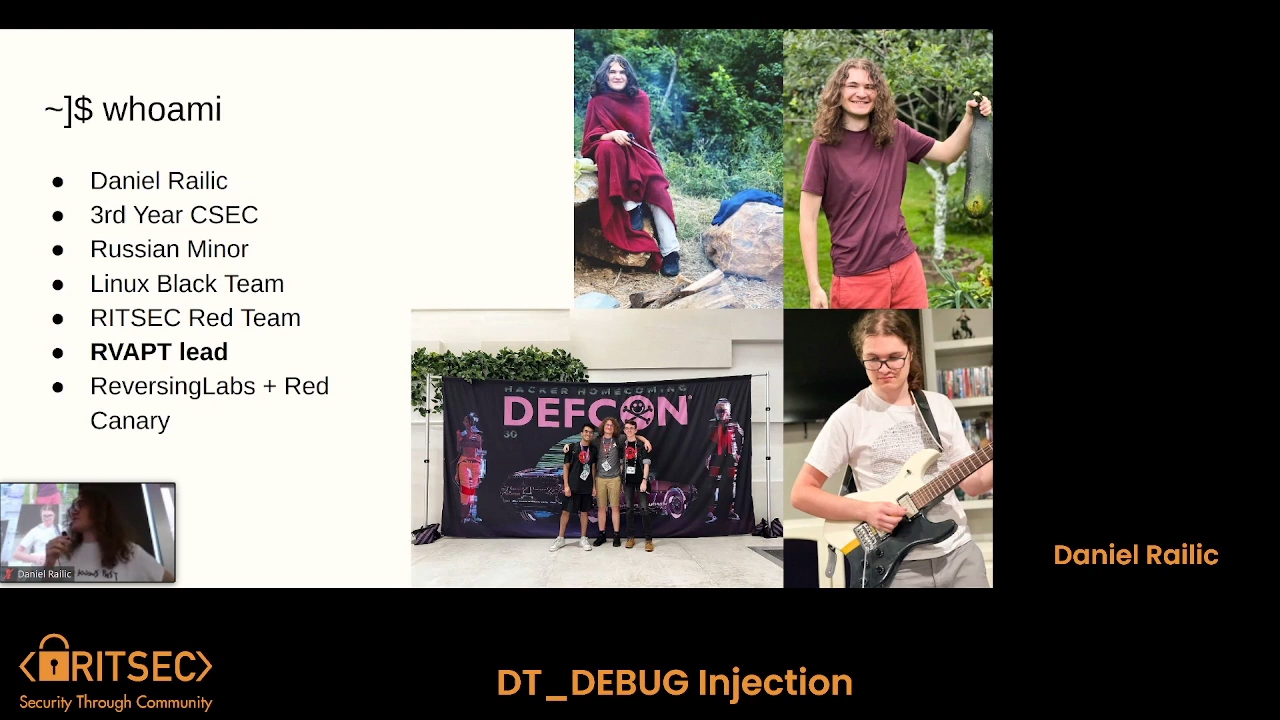 ~]$ whoami
● Daniel Railic
● 3rd Year CSEC
● Russian Minor
● Linux Black Team
● RITSEC Red Team
● RVAPT lead
● ReversingLabs + Red
Canary
HACKER HOMECOMING
DEFCON
30
Daniel Railic
Daniel Railic
<RITSEC>
Security Through Community
DT_DEBUG Injection